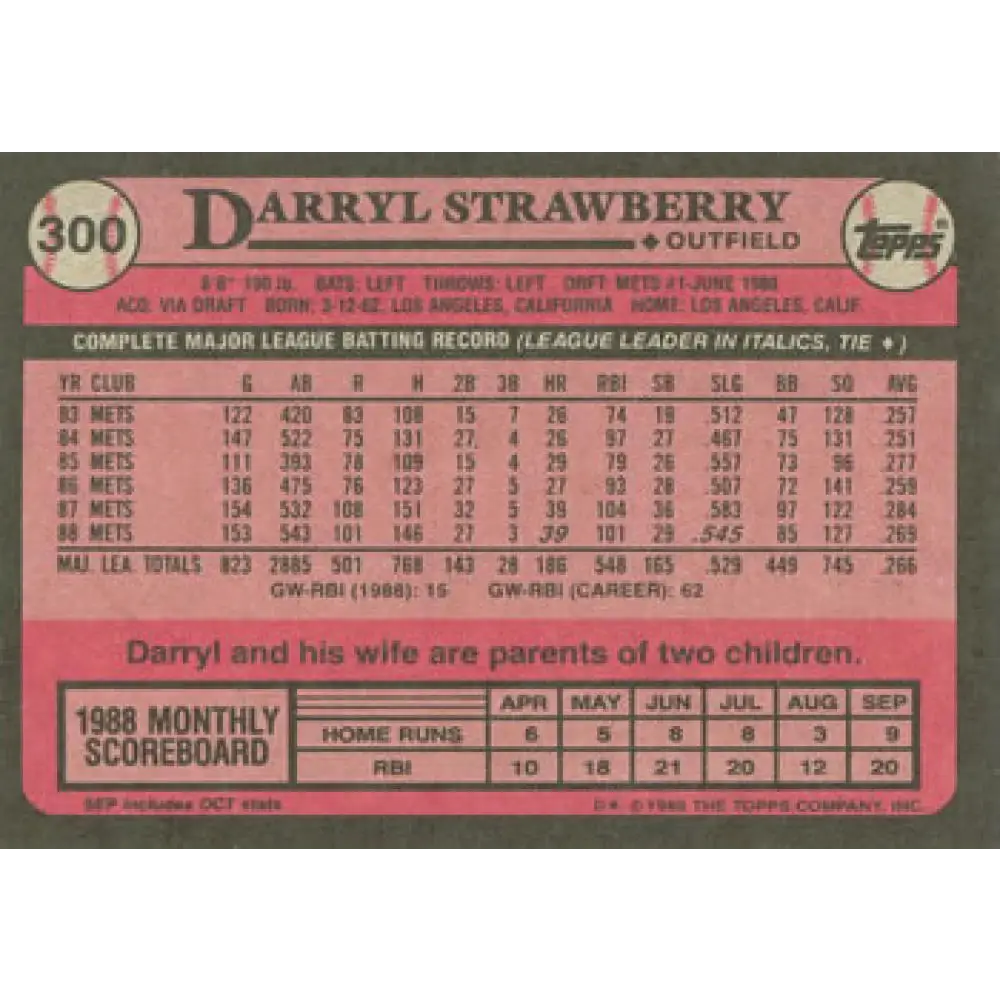 300
DARRYL STRAWBERRY
♦ OUTFIELD
TOPPS®
6'6" 190 lb. BATS: LEFT THROWS: LEFT DRFT: METS #1-JUNE 1980
ACQ: VIA DRAFT BORN: 3-12-62, LOS ANGELES, CALIFORNIA HOME: LOS ANGELES, CALIF.
COMPLETE MAJOR LEAGUE BATTING RECORD (LEAGUE LEADER IN ITALICS, TIE ♦)
YR CLUB G AB R H 2B 3B HR RBI SB SLG BB SO AVG
83 METS 122 420 63 108 15 7 26 74 19 .512 47 128 .257
84 METS 147 522 75 131 27 4 26 97 27 .467 75 131 .251
85 METS 111 393 78 109 15 4 29 79 26 .557 73 96 .277
86 METS 136 475 76 123 27 5 27 93 28 .507 72 141 .259
87 METS 154 532 108 151 32 5 39 104 36 .583 97 122 .284
88 METS 153 543 101 146 27 3 39 101 29 .545 85 127 .269
MAJ. LEA. TOTALS 823 2885 501 768 143 28 186 548 165 .529 449 745 .266
GW-RBI (1988): 15 GW-RBI (CAREER): 62
Darryl and his wife are parents of two children.
1988 MONTHLY SCOREBOARD
APR MAY JUN JUL AUG SEP
HOME RUNS 6 5 8 8 3 9
RBI 10 18 21 20 12 20
SEP includes OCT stats
D* © 1989 THE TOPPS COMPANY, INC.